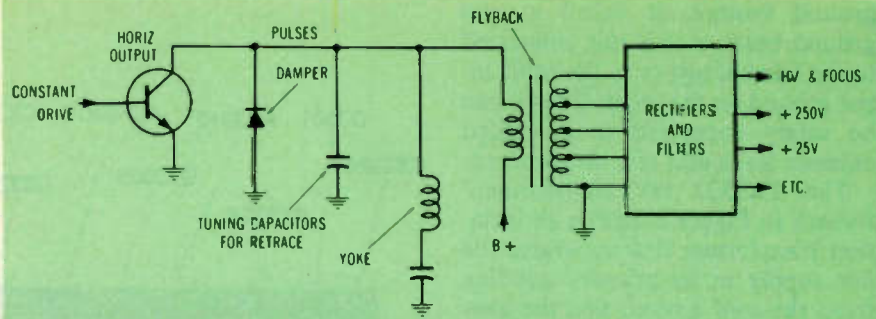 HORIZ
OUTPUT
PULSES
FLYBACK
DAMPER
CONSTANT
DRIVE
RECTIFIERS
AND
FILTERS
HV & FOCUS
+ 250V
+ 25V
ETC.
TUNING CAPACITORS
FOR RETRACE
YOKE
B +